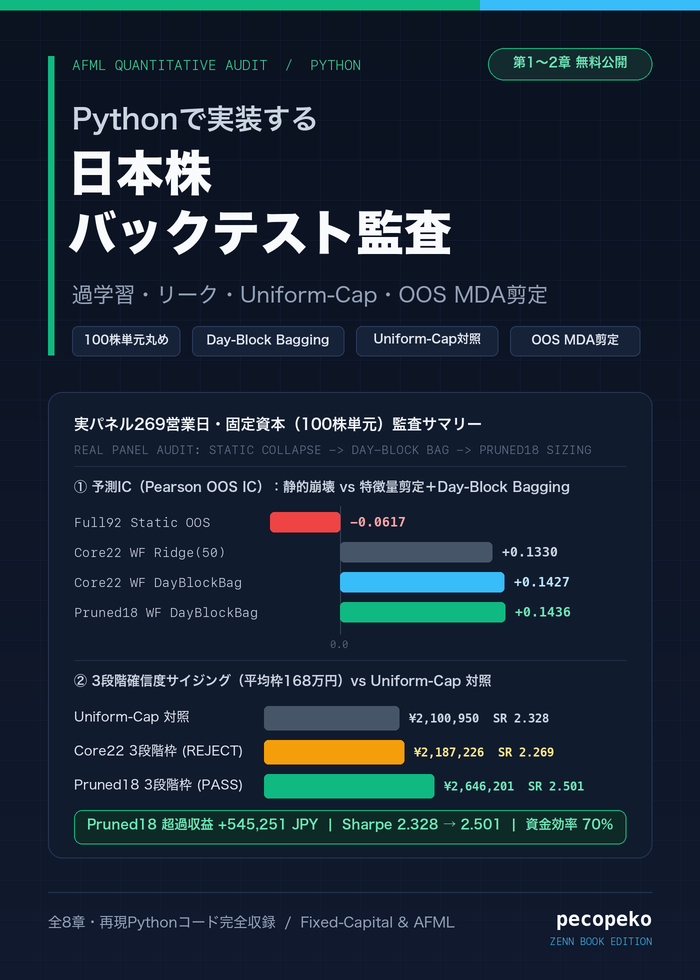 AFML QUANTITATIVE AUDIT / PYTHON
第1〜2章 無料公開
Pythonで実装する
日本株
バックテスト監査
過学習・リーク・Uniform-Cap・OOS MDA剪定
100株単元丸め
Day-Block Bagging
Uniform-Cap対照
OOS MDA剪定
実パネル269営業日・固定資本（100株単元）監査サマリー
REAL PANEL AUDIT: STATIC COLLAPSE -> DAY-BLOCK BAG -> PRUNED18 SIZING
① 予測IC（Pearson OOS IC）：静的崩壊 vs 特徴量剪定＋Day-Block Bagging
Full92 Static OOS −0.0617
Core22 WF Ridge(50) +0.1330
Core22 WF DayBlockBag +0.1427
Pruned18 WF DayBlockBag +0.1436
0.0
② 3段階確信度サイジング（平均枠168万円）vs Uniform-Cap 対照
Uniform-Cap 対照 ¥2,100,950 SR 2.328
Core22 3段階枠 (REJECT) ¥2,187,226 SR 2.269
Pruned18 3段階枠 (PASS) ¥2,646,201 SR 2.501
Pruned18 超過収益 +545,251 JPY | Sharpe 2.328 → 2.501 | 資金効率 70%
全8章・再現Pythonコード完全収録 / Fixed-Capital & AFML
pecopeko
ZENN BOOK EDITION